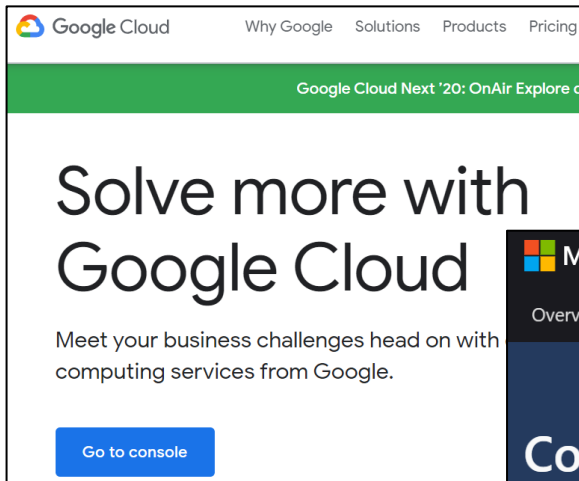 Google Cloud Why Google Solutions Products Pricing
Google Cloud Next '20: OnAir Explore
Solve more with
Google Cloud
Meet your business challenges head on with
computing services from Google.
Go to console